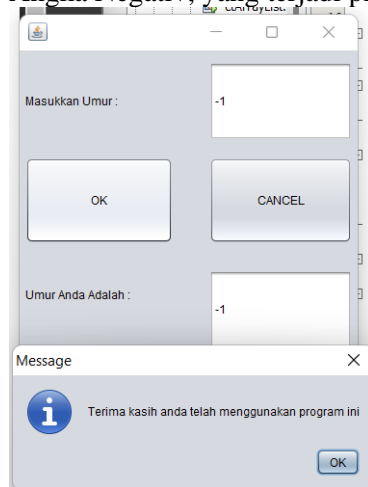 Masukkan Umur :
-1
OK
CANCEL
Umur Anda Adalah :
-1
Message
Terima kasih anda telah menggunakan program ini
OK